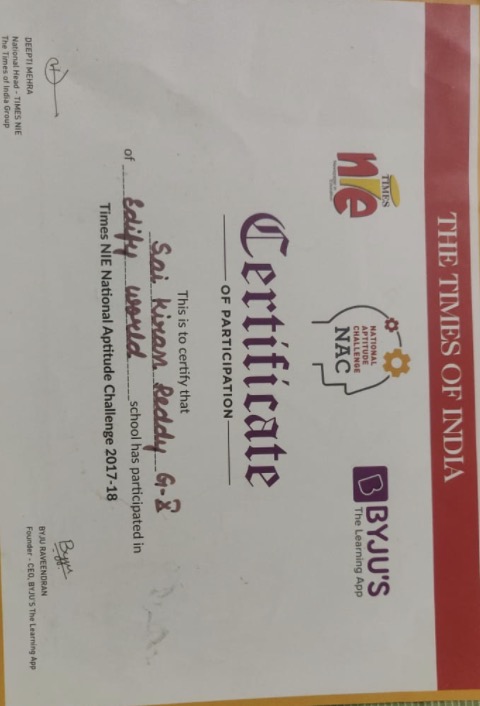 THE TIMES OF INDIA
TIMES
nie
Newspaper in
Education
NATIONAL
APTITUDE
CHALLENGE
NAC
BYJU'S
The Learning App
Certificate
OF PARTICIPATION
This is to certify that
Sai Kiran Reddy G-X
of Edify world school has participated in
Times NIE National Aptitude Challenge 2017-18
DEEPTI MEHRA
National Head - TIMES NIE
The Times of India Group
Byju
BYJU RAVEENDRAN
Founder - CEO, BYJU'S The Learning App